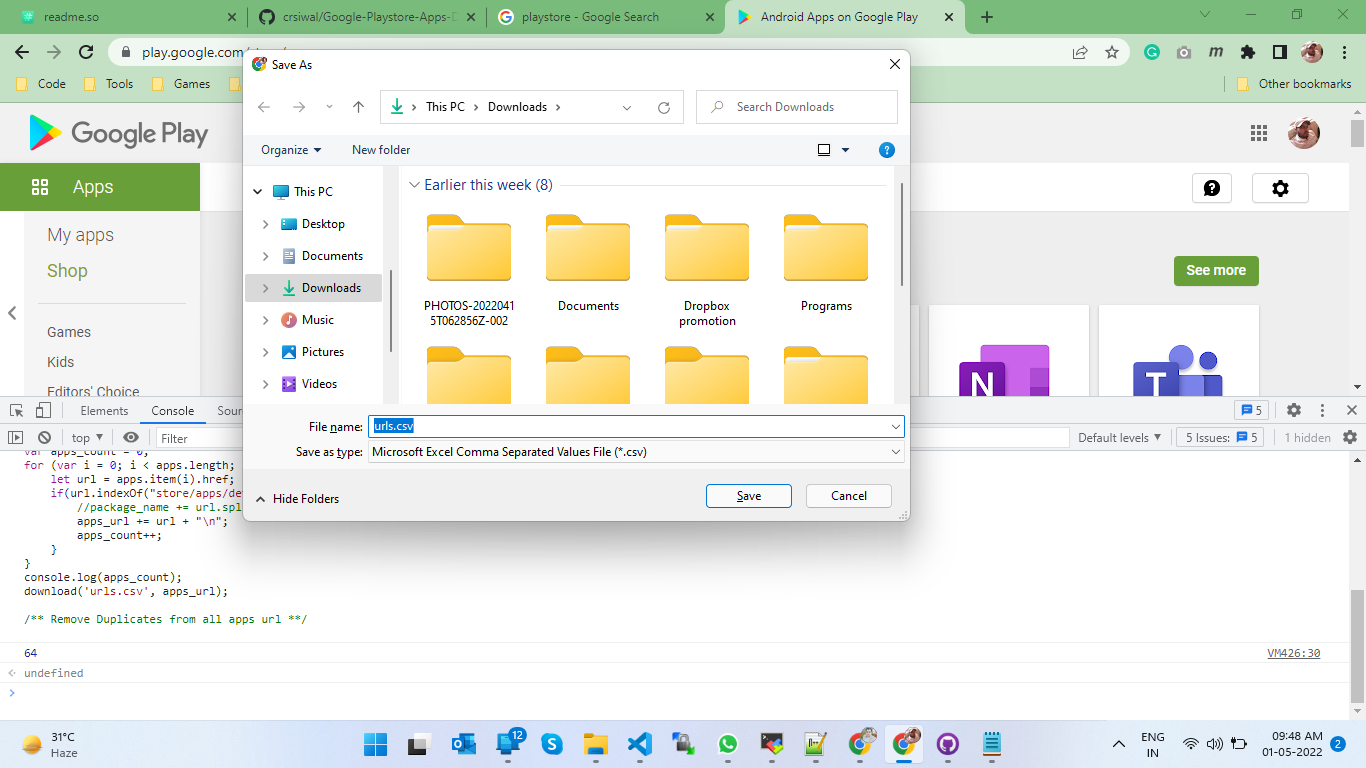 readme.so
crsiwal/Google-Playstore-Apps-D
playstore - Google Search
Android Apps on Google Play
play.google.com
Code
Tools
Games
Other bookmarks
Save As
This PC
Downloads
Search Downloads
Organize
New folder
Google Play
Apps
My apps
Shop
Games
Kids
Editors' Choice
See more
This PC
Desktop
Documents
Downloads
Music
Pictures
Videos
Earlier this week (8)
PHOTOS-2022041
5T062856Z-002
Documents
Dropbox
promotion
Programs
File name:
urls.csv
Save as type:
Microsoft Excel Comma Separated Values File (*.csv)
Hide Folders
Save
Cancel
N
T
Elements
Console
Sour
5
top
Filter
Default levels
5 Issues:
5
1 hidden
var apps_count = 0;
for (var i = 0; i < apps.length;
let url = apps.item(i).href;
if(url.indexOf("store/apps/de
//package_name += url.spl
apps_url += url + "\n";
apps_count++;
}
}
console.log(apps_count);
download('urls.csv', apps_url);
/** Remove Duplicates from all apps url **/
64
VM426:30
undefined
31°C
Haze
12
ENG
IN
09:48 AM
01-05-2022
2